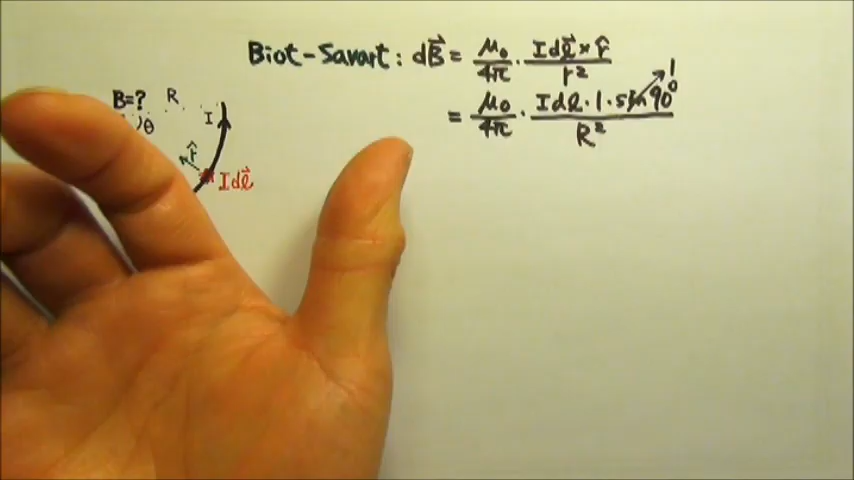 Biot-Savart: dB⃗ = μ₀/4π · Idℓ⃗ × r̂ / r²
= μ₀/4π · Idℓ · 1 · sin 90° / R²
1
B=? R
θ
I
r̂
Idℓ⃗